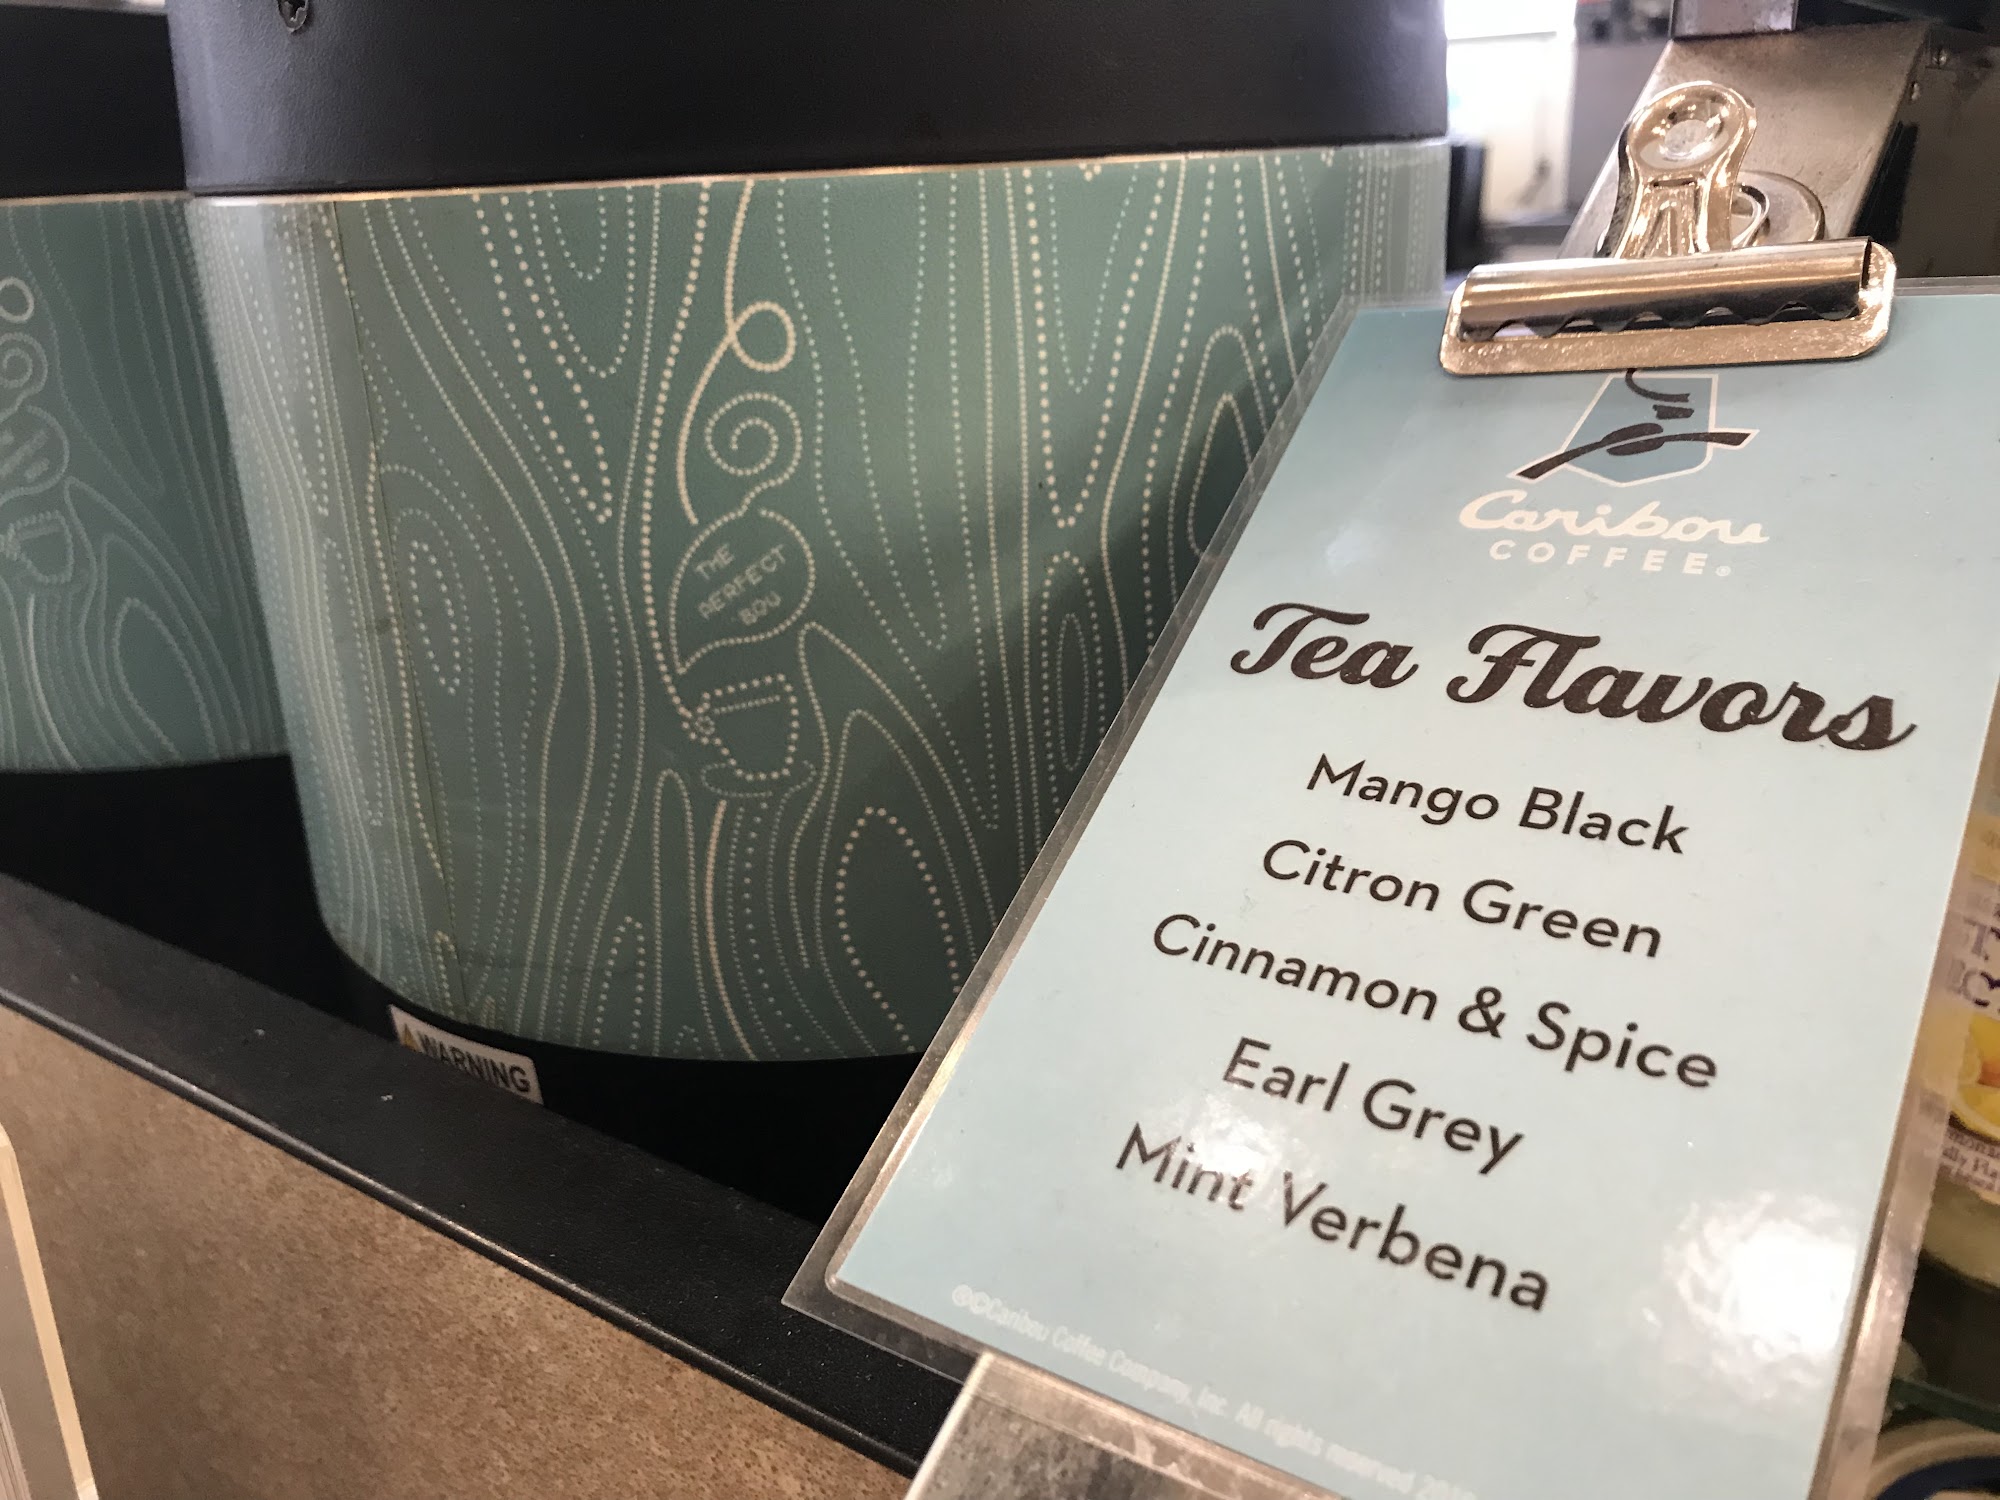 THE
PERFECT
BOU
WARNING
Caribou
COFFEE®
Tea Flavors
Mango Black
Citron Green
Cinnamon & Spice
Earl Grey
Mint Verbena
®©Caribou Coffee Company, Inc. All rights reserved